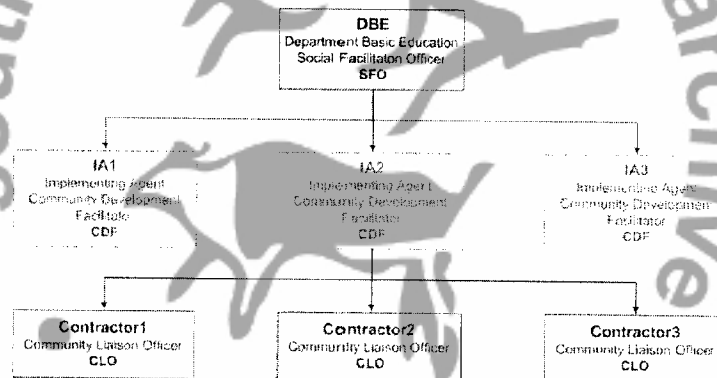 DBE
Department Basic Education
Social Facilitaton Officer
SFO
IA1
Implementing Agent
Community Development
Facilitato
CDF
IA2
Implementing Agent
Community Development
Facilitator
CDF
IA3
Implementing Agent
Community Developmen
Facilitator
CDF
Contractor1
Community Liaison Officer
CLO
Contractor2
Community Liaison Officer
CLO
Contractor3
Community Liaison Officer
CLO